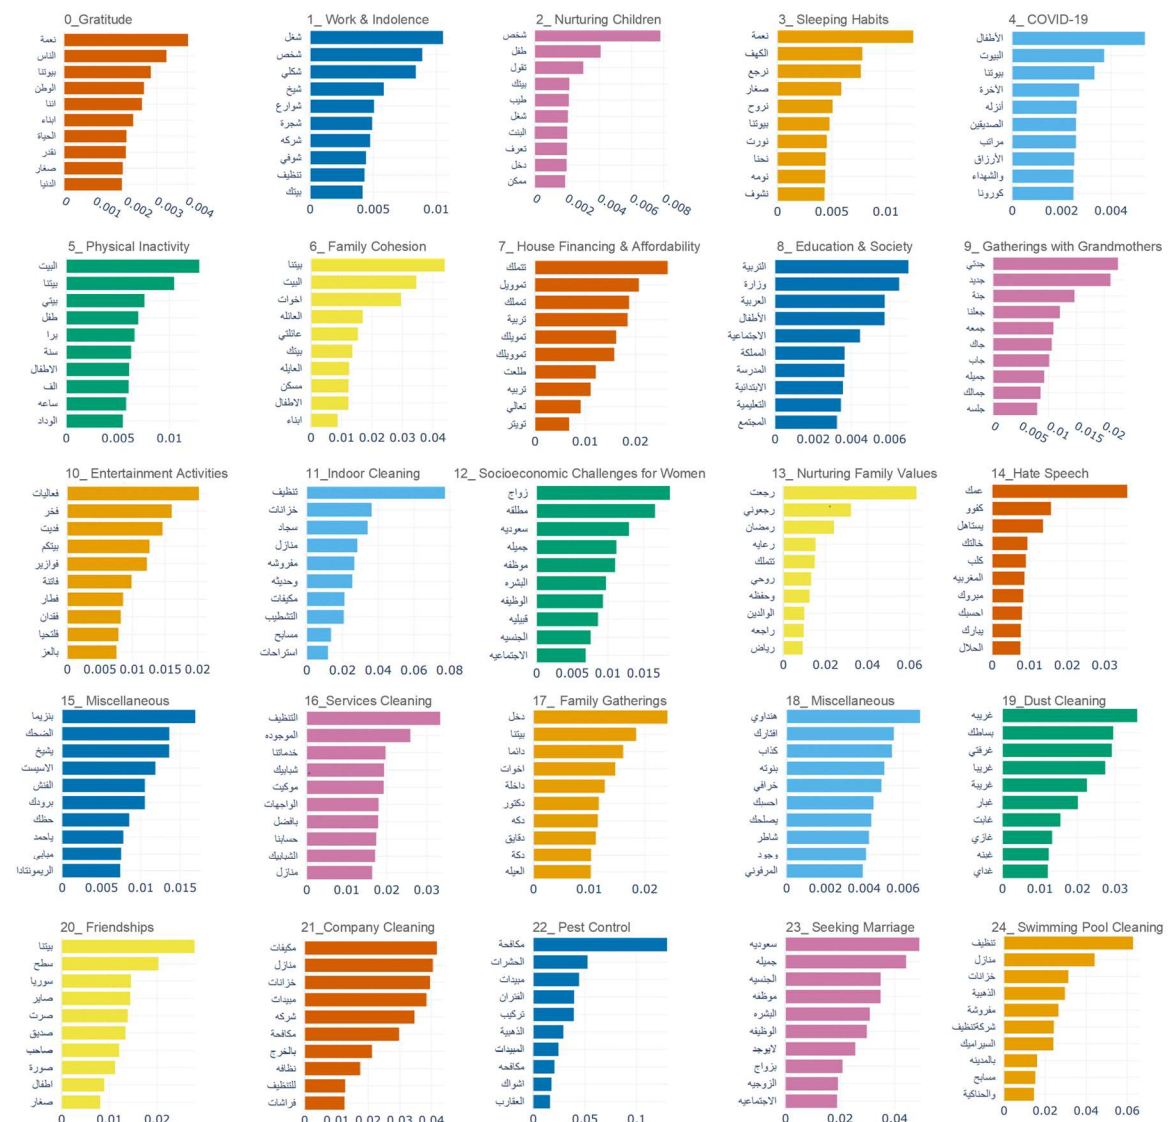 0_Gratitude
نعمة
الناس
بيوتنا
الوطن
اننا
ابناء
الحياة
نقدر
صغار
الدنيا
0 0.001 0.002 0.003 0.004
1_ Work & Indolence
شغل
شخص
شكلي
شيخ
شوارع
شجرة
شركه
شوفي
تنظيف
بيتك
0 0.005 0.01
2_ Nurturing Children
شخص
طفل
تقول
بيتك
طيب
شغل
البنت
تعرف
دخل
ممكن
0 0.002 0.004 0.006 0.008
3_ Sleeping Habits
نعمة
الكهف
نرجع
صغار
نروح
بيوتنا
نورت
نحنا
نومه
نشوف
0 0.005 0.01
4_ COVID-19
الأطفال
البيوت
بيوتنا
الآخرة
أنزله
الصديقين
مراتب
الأرزاق
والشهداء
كورونا
0 0.002 0.004
5_ Physical Inactivity
البيت
بيتنا
بيتي
طفل
برا
سنة
الاطفال
الف
ساعه
الوداد
0 0.005 0.01
6_ Family Cohesion
بيتنا
البيت
اخوات
العائله
عائلتي
بيتك
العايله
مسكن
الاطفال
ابناء
0 0.01 0.02 0.03 0.04
7_ House Financing & Affordability
تتملك
تموويل
تمملك
تربية
تمويلك
تموويلك
طلعت
تربيه
تعالي
تويتر
0 0.01 0.02
8_ Education & Society
التربية
وزارة
العربية
الأطفال
الاجتماعية
المملكة
المدرسة
الابتدائية
التعليمية
المجتمع
0 0.002 0.004 0.006
9_ Gatherings with Grandmothers
جدتي
جديد
جنة
جعلنا
جمعه
جاك
جاب
جميله
جمالك
جلسه
0 0.005 0.01 0.015 0.02
10_ Entertainment Activities
فعاليات
فخر
فديت
بيتكم
فوازير
فاتنة
فطار
فقدان
فلتحيا
بالعز
0 0.005 0.01 0.015 0.02
11_Indoor Cleaning
تنظيف
خزانات
سجاد
منازل
مفروشه
وحديثه
مكيفات
التشطيب
مسابح
استراحات
0 0.02 0.04 0.06 0.08
12_ Socioeconomic Challenges for Women
زواج
مطلقه
سعوديه
جميله
موظفه
البشره
الوظيفه
قبيليه
الجنسيه
الاجتماعيه
0 0.005 0.01 0.015
13_ Nurturing Family Values
رجعت
رجعوني
رمضان
رعايه
تتملك
روحي
وحفظه
الوالدين
راجعه
رياض
0 0.02 0.04 0.06
14_Hate Speech
عمك
كفوو
يستاهل
خالتك
كلب
المغربيه
مبروك
احسبك
يبارك
الحلال
0 0.01 0.02 0.03
15_ Miscellaneous
بنزيما
الضحك
يشيخ
الاسيست
الفنش
برودك
حظك
ياحمد
مبابي
الريمونتادا
0 0.005 0.01 0.015
16_Services Cleaning
التنظيف
الموجوده
خدماتنا
شبابيك
موكيت
الواجهات
بافضل
حسابنا
الشبابيك
منازل
0 0.01 0.02 0.03
17_ Family Gatherings
دخل
بيتنا
دائما
اخوات
داخلة
دكتور
دكه
دقايق
دكة
العيله
0 0.01 0.02
18_ Miscellaneous
هنداوي
افتارك
كذاب
بنوته
خرافي
احسبك
يصلحك
شاطر
وجود
المرفوني
0 0.002 0.004 0.006
19_Dust Cleaning
غريبه
بساطك
غرفتي
غريبا
غريبة
غبار
غابت
غازي
غبنه
غداي
0 0.01 0.02 0.03
20_ Friendships
بيتنا
سطح
سوريا
صاير
صرت
صديق
صاحب
صورة
اطفال
صغار
0 0.01 0.02
21_Company Cleaning
مكيفات
منازل
خزانات
مبيدات
شركه
مكافحة
بالخرج
نظافه
للتنظيف
فراشات
0 0.01 0.02 0.03 0.04
22_ Pest Control
مكافحة
الحشرات
مبيدات
الفئران
تركيب
الذهبية
المبيدات
مكافحه
اشواك
العقارب
0 0.05 0.1
23_ Seeking Marriage
سعوديه
جميله
الجنسيه
موظفه
البشره
الوظيفه
لايوجد
بزواج
الزوجيه
الاجتماعيه
0 0.02 0.04
24_ Swimming Pool Cleaning
تنظيف
منازل
خزانات
الذهبية
مفروشة
شركةتنظيف
السيراميك
بالمدينه
مسابح
والحناكية
0 0.02 0.04 0.06